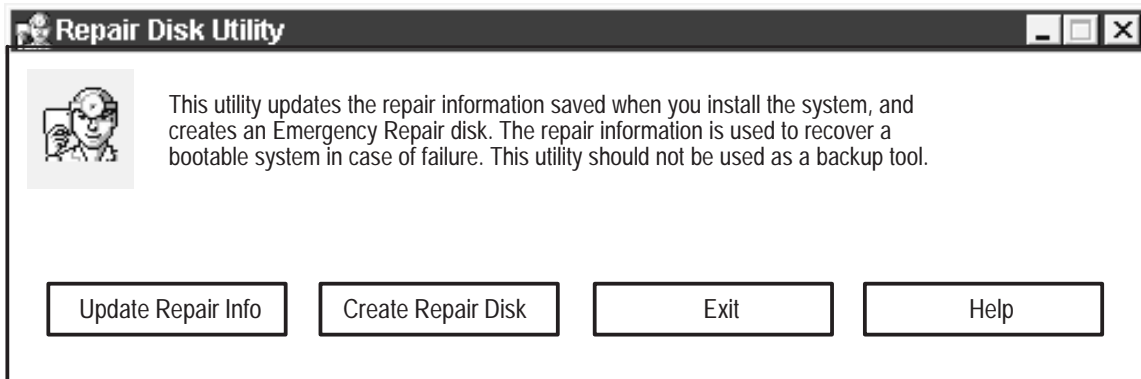 Repair Disk Utility
This utility updates the repair information saved when you install the system, and
creates an Emergency Repair disk. The repair information is used to recover a
bootable system in case of failure. This utility should not be used as a backup tool.
Update Repair Info
Create Repair Disk
Exit
Help